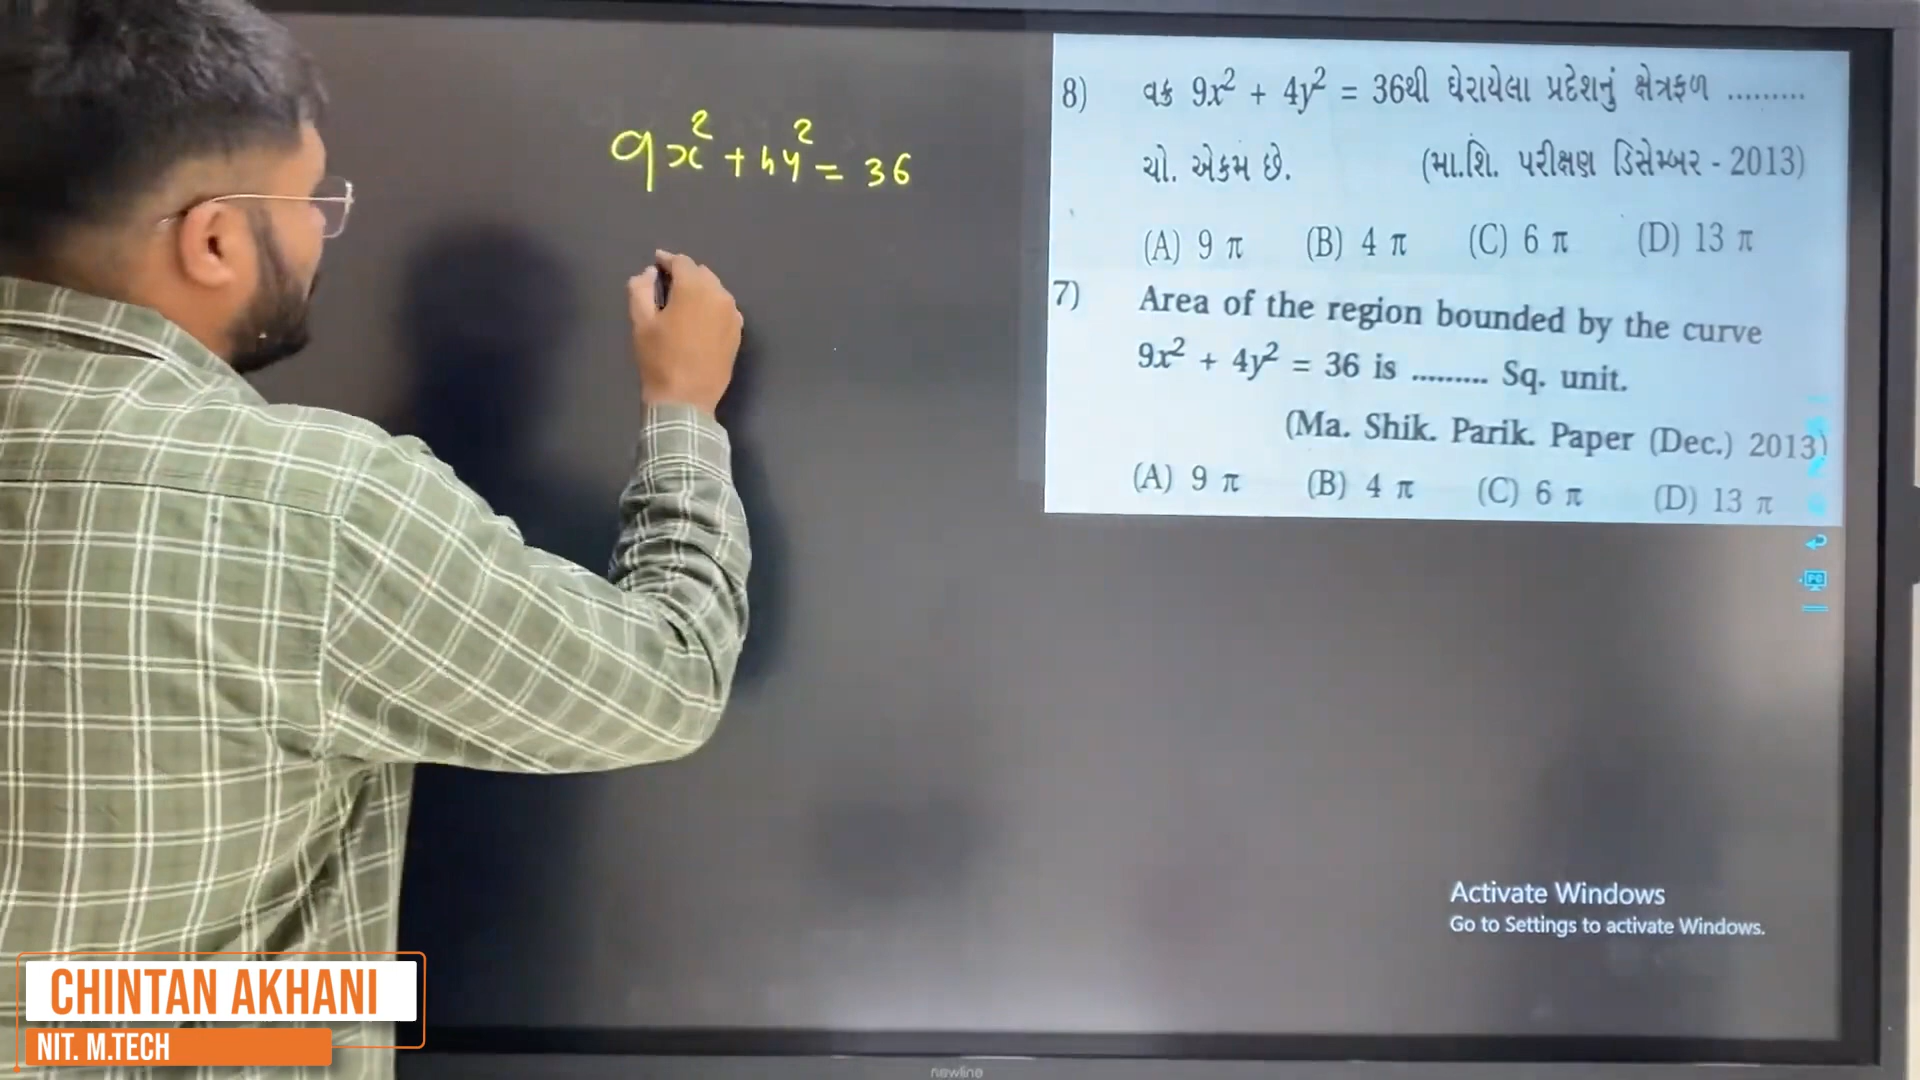 9x² + 4y² = 36
8) વક્ર 9x² + 4y² = 36થી ઘેરાયેલા પ્રદેશનું ક્ષેત્રફળ .........
ચો. એકમ છે. (મા.શિ. પરીક્ષણ ડિસેમ્બર - 2013)
(A) 9 π (B) 4 π (C) 6 π (D) 13 π
7) Area of the region bounded by the curve
9x² + 4y² = 36 is ......... Sq. unit.
(Ma. Shik. Parik. Paper (Dec.) 2013)
(A) 9 π (B) 4 π (C) 6 π (D) 13 π
PC
Activate Windows
Go to Settings to activate Windows.
CHINTAN AKHANI
NIT. M.TECH
newline